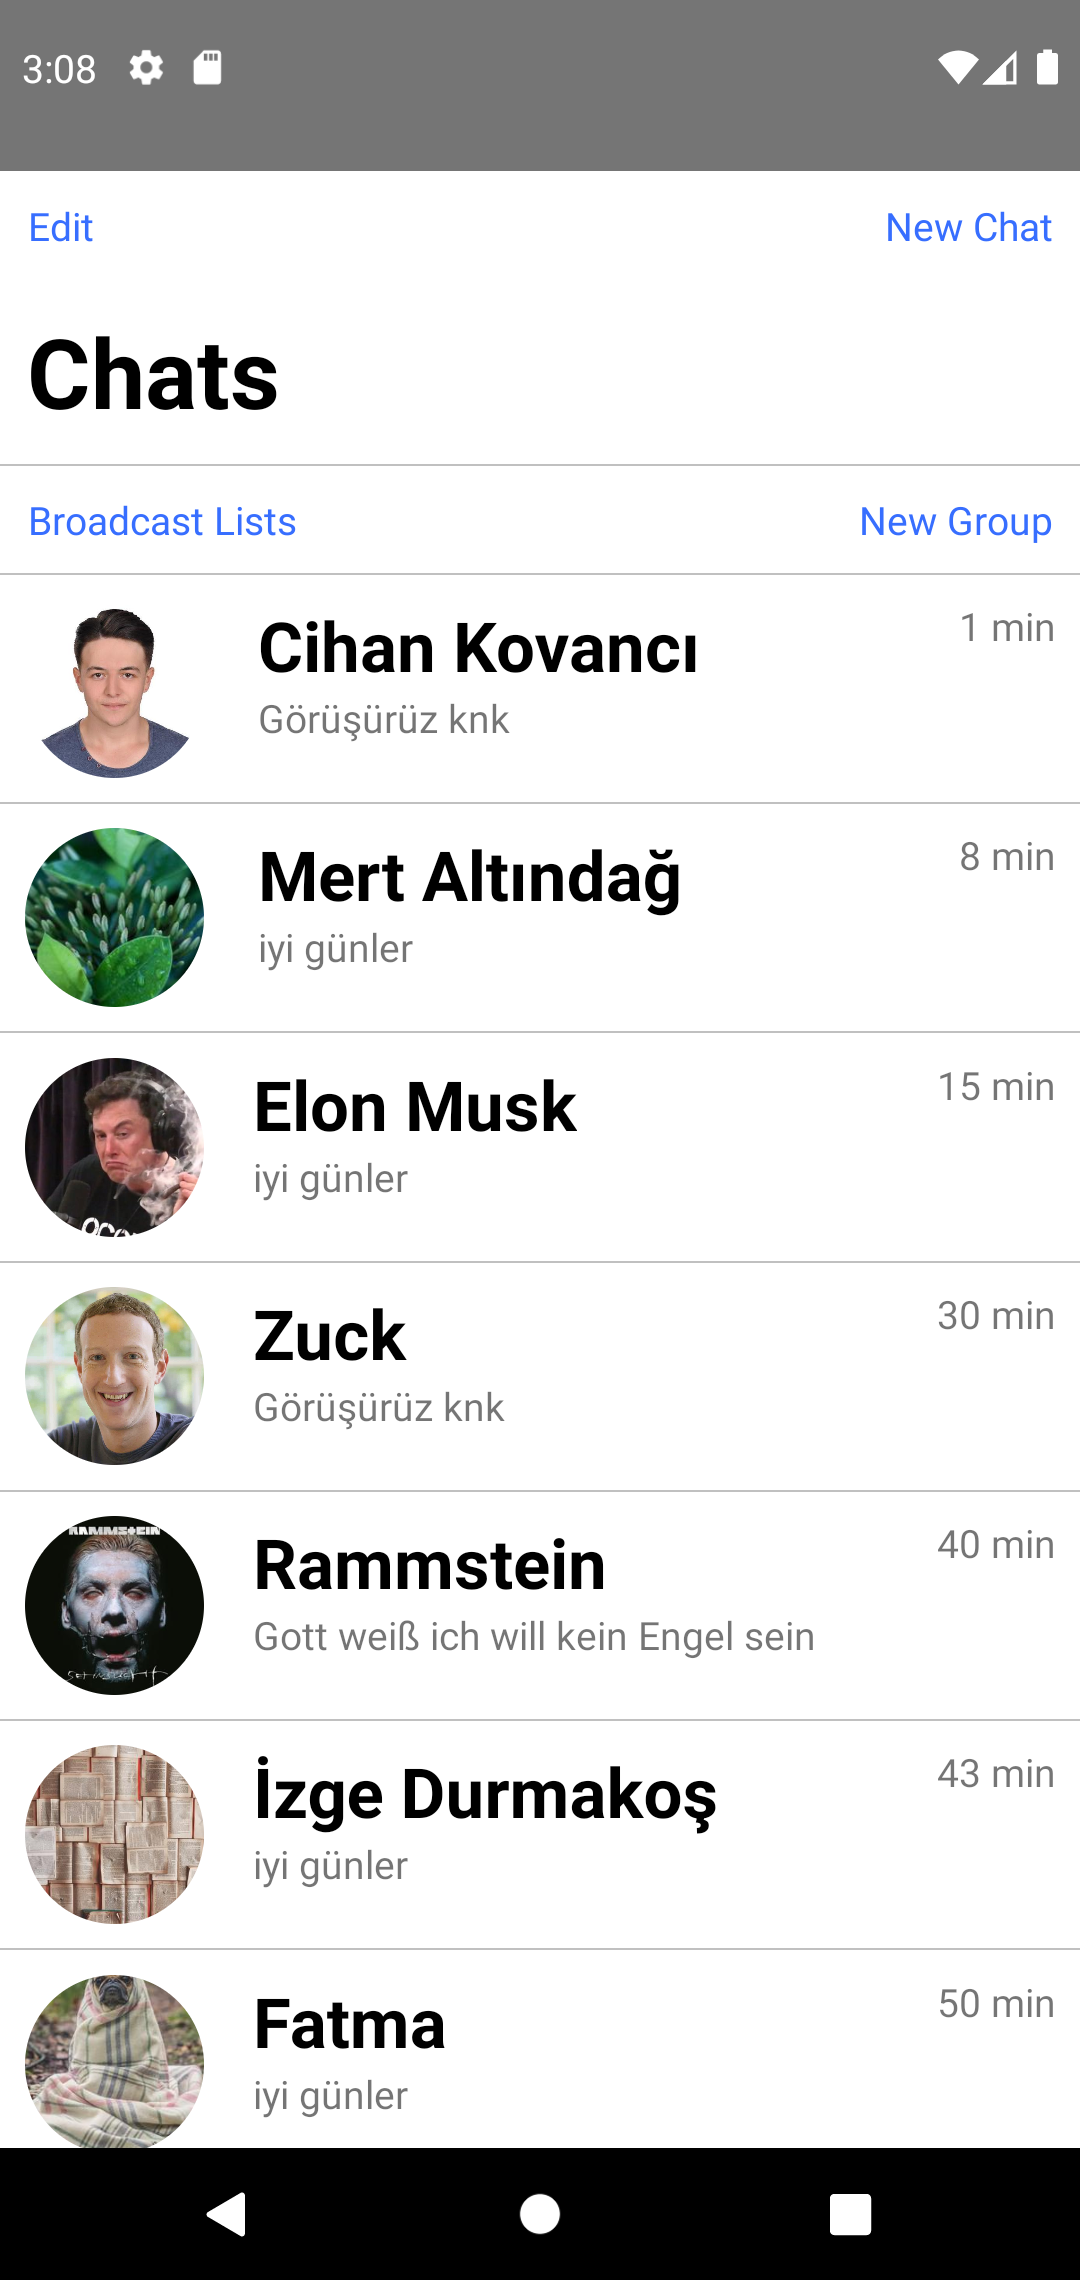 3:08
Edit New Chat
Chats
Broadcast Lists New Group
Cihan Kovancı 1 min
Görüşürüz knk
Mert Altındağ 8 min
iyi günler
Elon Musk 15 min
iyi günler
Zuck 30 min
Görüşürüz knk
RAMMSTEIN
Rammstein 40 min
Gott weiß ich will kein Engel sein
İzge Durmakoş 43 min
iyi günler
Fatma 50 min
iyi günler